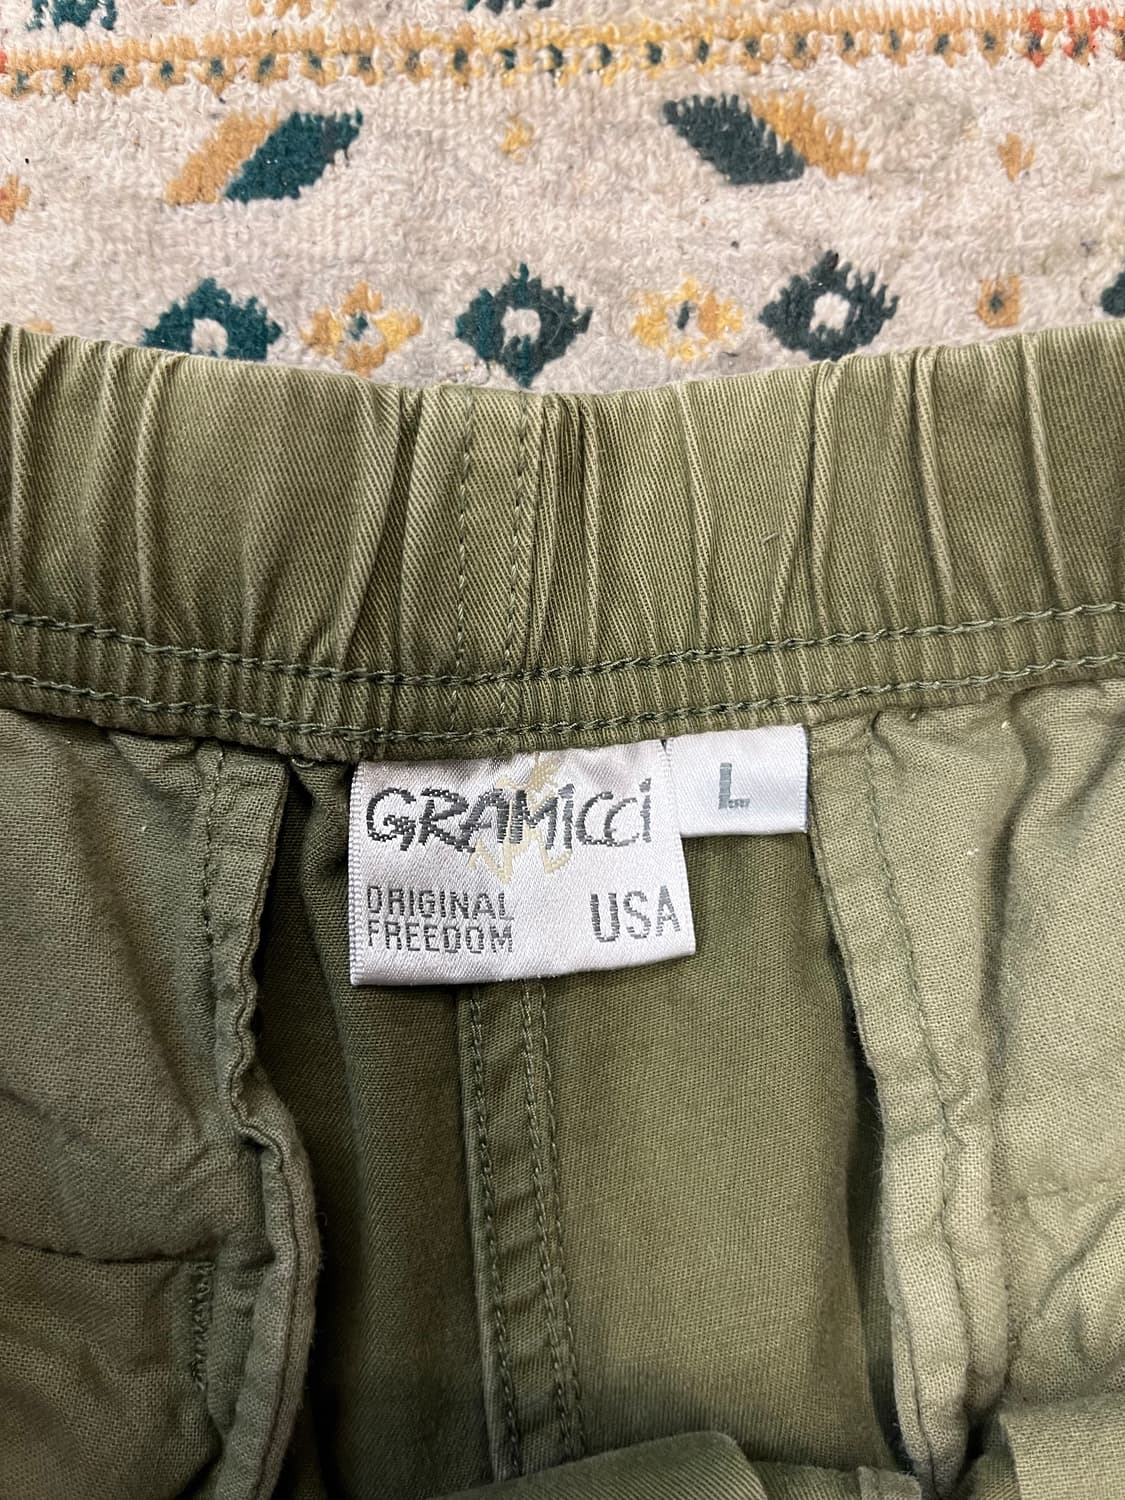 GRAMiCCi
L
ORIGINAL
FREEDOM
USA